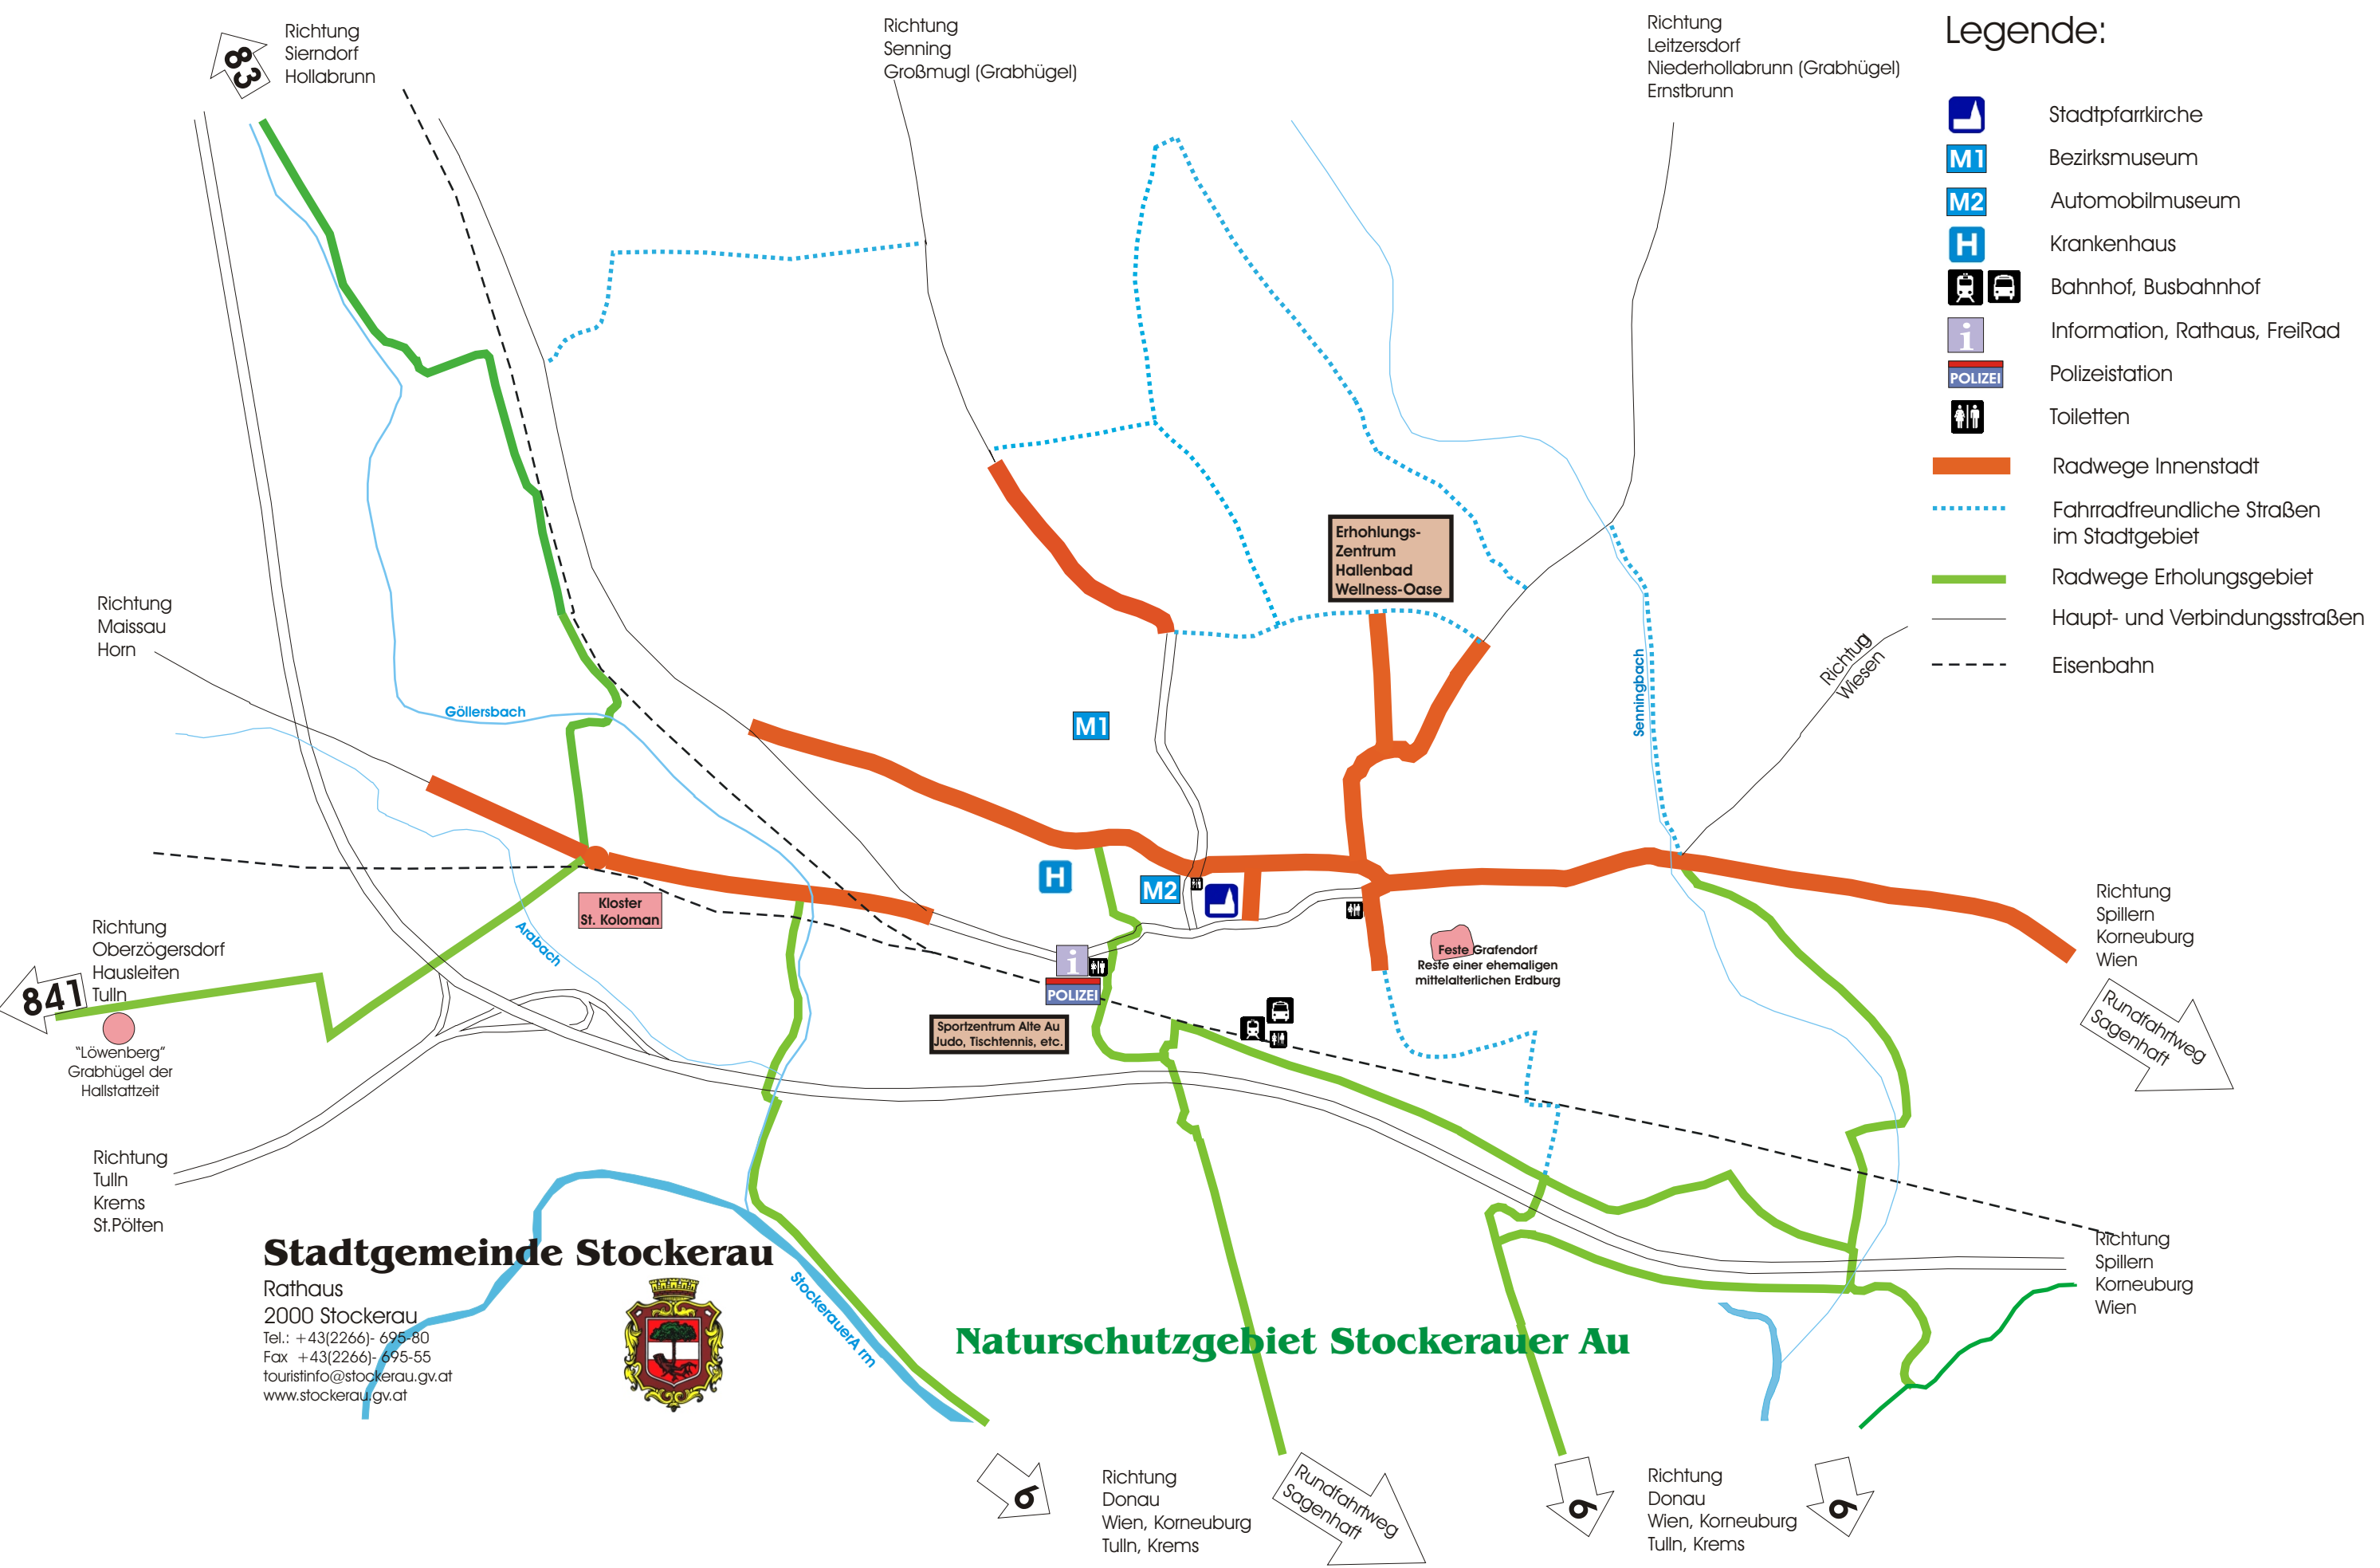 83
Richtung
Sierndorf
Hollabrunn
Richtung
Senning
Großmugl (Grabhügel)
Richtung
Leitzersdorf
Niederhollabrunn (Grabhügel)
Ernstbrunn
Legende:
Stadtpfarrkirche
M1 Bezirksmuseum
M2 Automobilmuseum
H Krankenhaus
Bahnhof, Busbahnhof
i Information, Rathaus, FreiRad
POLIZEI Polizeistation
Toiletten
Radwege Innenstadt
Fahrradfreundliche Straßen
im Stadtgebiet
Radwege Erholungsgebiet
Haupt- und Verbindungsstraßen
Eisenbahn
Erhohlungs-
Zentrum
Hallenbad
Wellness-Oase
Richtung
Maissau
Horn
Göllersbach
M1
Senningbach
Richtug
Wiesen
H
M2
Kloster
St. Koloman
Arabach
Richtung
Oberzögersdorf
Hausleiten
Tulln
841
"Löwenberg"
Grabhügel der
Hallstattzeit
i
POLIZEI
Sportzentrum Alte Au
Judo, Tischtennis, etc.
Feste Grafendorf
Reste einer ehemaligen
mittelalterlichen Erdburg
Richtung
Spillern
Korneuburg
Wien
Rundfahrtweg
Sagenhaft
Richtung
Tulln
Krems
St.Pölten
Richtung
Spillern
Korneuburg
Wien
Stadtgemeinde Stockerau
Rathaus
2000 Stockerau
Tel.: +43(2266)- 695-80
Fax +43(2266)- 695-55
touristinfo@stockerau.gv.at
www.stockerau.gv.at
StockerauerA rm
Naturschutzgebiet Stockerauer Au
6
Richtung
Donau
Wien, Korneuburg
Tulln, Krems
Rundfahrtweg
Sagenhaft
6
Richtung
Donau
Wien, Korneuburg
Tulln, Krems
6